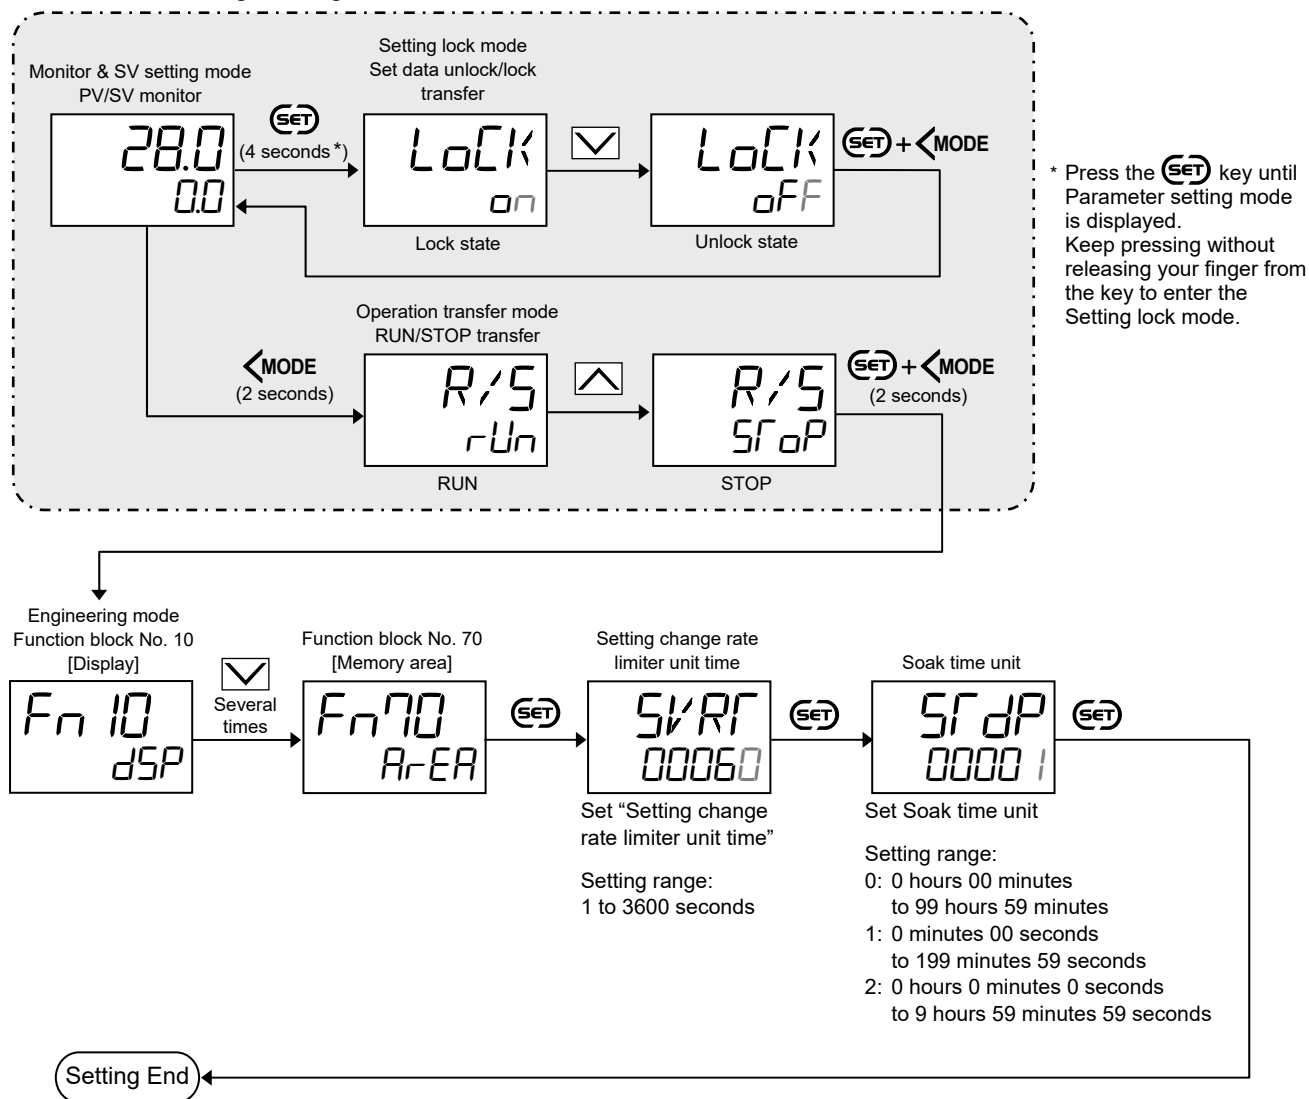 Setting lock mode
Set data unlock/lock
transfer
Monitor & SV setting mode
PV/SV monitor
28.0
0.0
SET
(4 seconds*)
LoCK
on
Lock state
LoCK
oFF
Unlock state
SET + <MODE
* Press the SET key until
Parameter setting mode
is displayed.
Keep pressing without
releasing your finger from
the key to enter the
Setting lock mode.
Operation transfer mode
RUN/STOP transfer
<MODE
(2 seconds)
R/S
rUn
RUN
R/S
SToP
STOP
SET + <MODE
(2 seconds)
Engineering mode
Function block No. 10
[Display]
Fn 10
dSP
Several
times
Function block No. 70
[Memory area]
Fn70
ArEA
SET
Setting change rate
limiter unit time
SVRT
00060
Set “Setting change
rate limiter unit time”
Setting range:
1 to 3600 seconds
SET
Soak time unit
STdP
00001
Set Soak time unit
Setting range:
0: 0 hours 00 minutes
to 99 hours 59 minutes
1: 0 minutes 00 seconds
to 199 minutes 59 seconds
2: 0 hours 0 minutes 0 seconds
to 9 hours 59 minutes 59 seconds
SET
Setting End